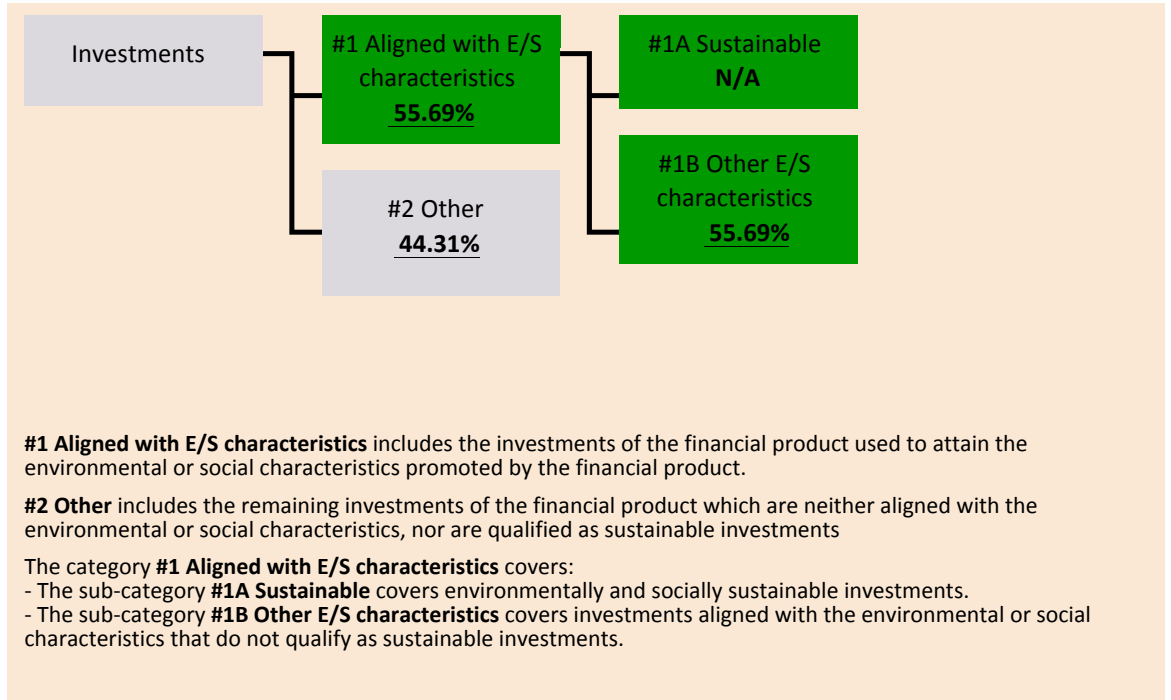 Investments
#1 Aligned with E/S
characteristics
55.69%
#2 Other
44.31%
#1A Sustainable
N/A
#1B Other E/S
characteristics
55.69%
#1 Aligned with E/S characteristics includes the investments of the financial product used to attain the
environmental or social characteristics promoted by the financial product.
#2 Other includes the remaining investments of the financial product which are neither aligned with the
environmental or social characteristics, nor are qualified as sustainable investments
The category #1 Aligned with E/S characteristics covers:
- The sub-category #1A Sustainable covers environmentally and socially sustainable investments.
- The sub-category #1B Other E/S characteristics covers investments aligned with the environmental or social
characteristics that do not qualify as sustainable investments.